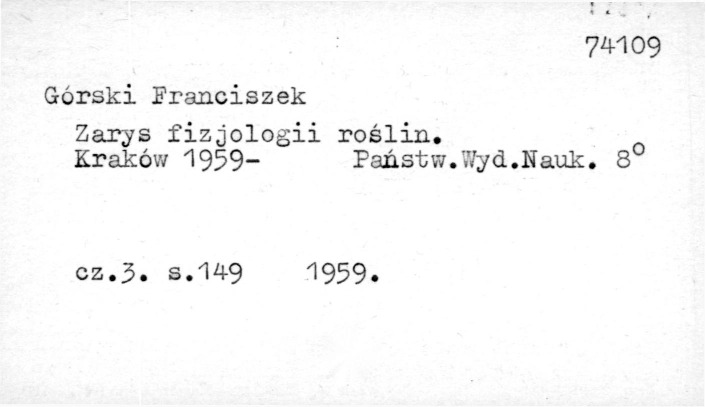 74109
Górski Franciszek
Zarys fizjologii roślin.
Kraków 1959- Państw.Wyd.Nauk. 8°
cz.3. s.149 1959.